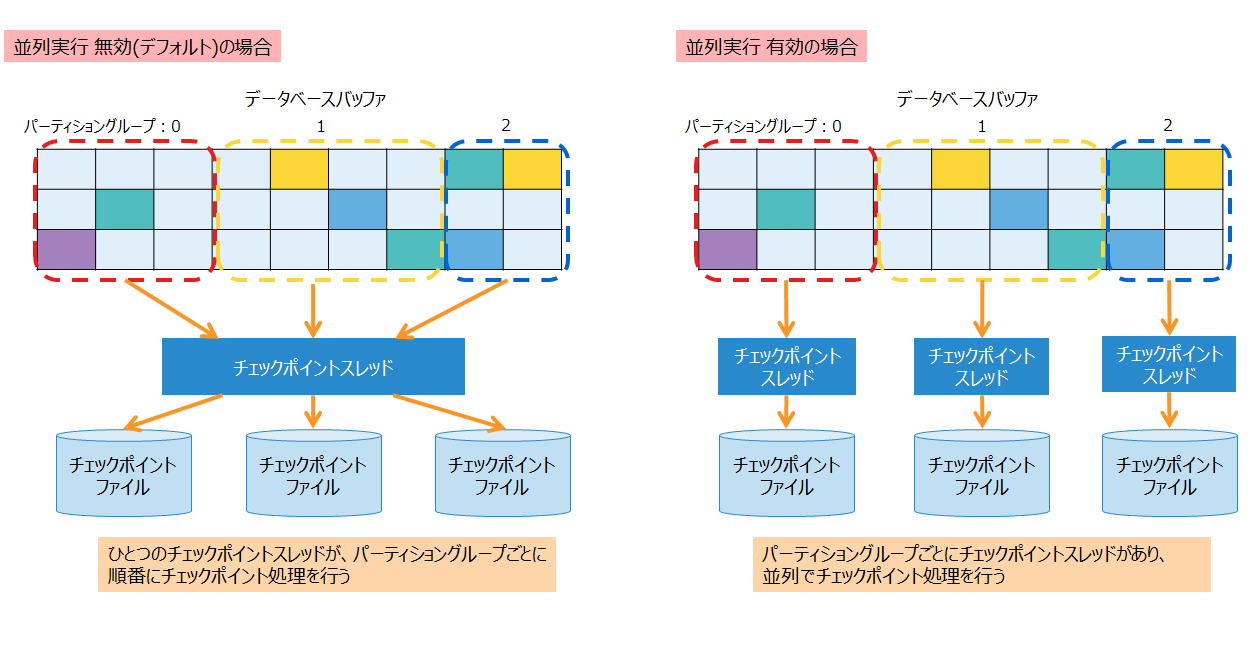 並列実行 無効(デフォルト)の場合
データベースバッファ
パーティショングループ：0
1
2
チェックポイントスレッド
チェックポイント
ファイル
チェックポイント
ファイル
チェックポイント
ファイル
ひとつのチェックポイントスレッドが、パーティショングループごとに
順番にチェックポイント処理を行う
並列実行 有効の場合
データベースバッファ
パーティショングループ：0
1
2
チェックポイント
スレッド
チェックポイント
スレッド
チェックポイント
スレッド
チェックポイント
ファイル
チェックポイント
ファイル
チェックポイント
ファイル
パーティショングループごとにチェックポイントスレッドがあり、
並列でチェックポイント処理を行う